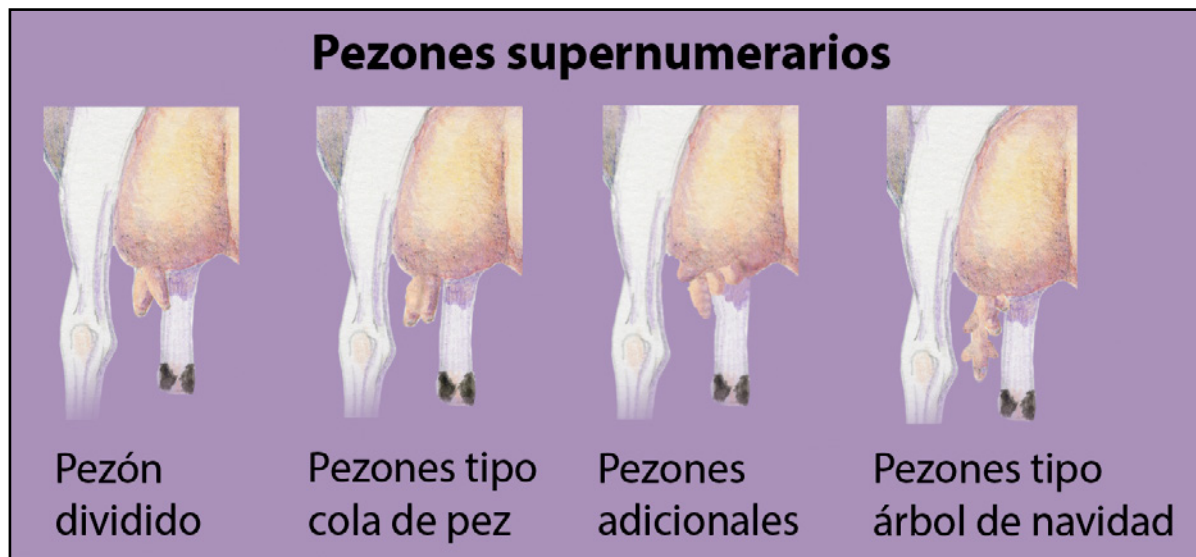 Pezones supernumerarios
Pezón
dividido
Pezones tipo
cola de pez
Pezones
adicionales
Pezones tipo
árbol de navidad